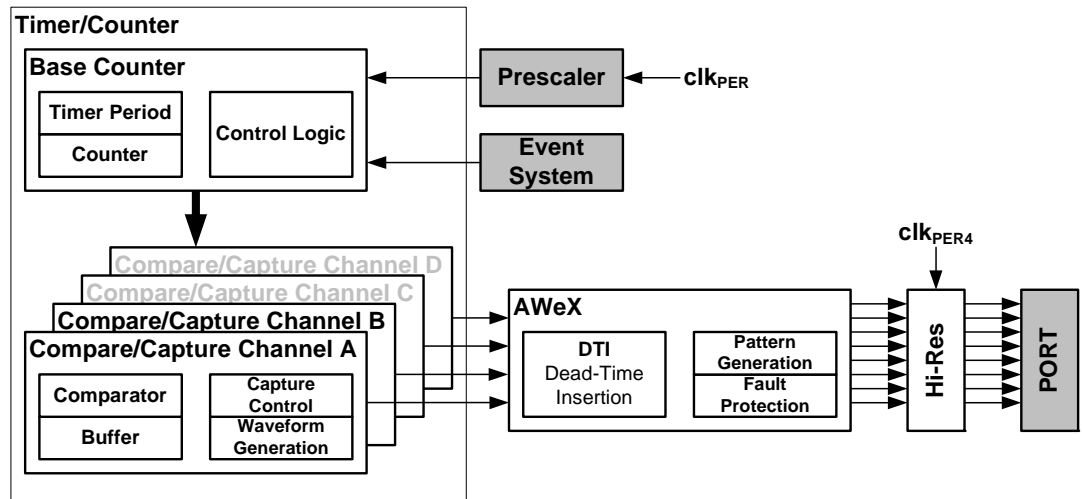 Timer/Counter
Base Counter
Timer Period
Counter
Control Logic
Prescaler
clkPER
Event
System
Compare/Capture Channel D
Compare/Capture Channel C
Compare/Capture Channel B
Compare/Capture Channel A
Comparator
Buffer
Capture
Control
Waveform
Generation
AWeX
DTI
Dead-Time
Insertion
Pattern
Generation
Fault
Protection
clkPER4
Hi-Res
PORT